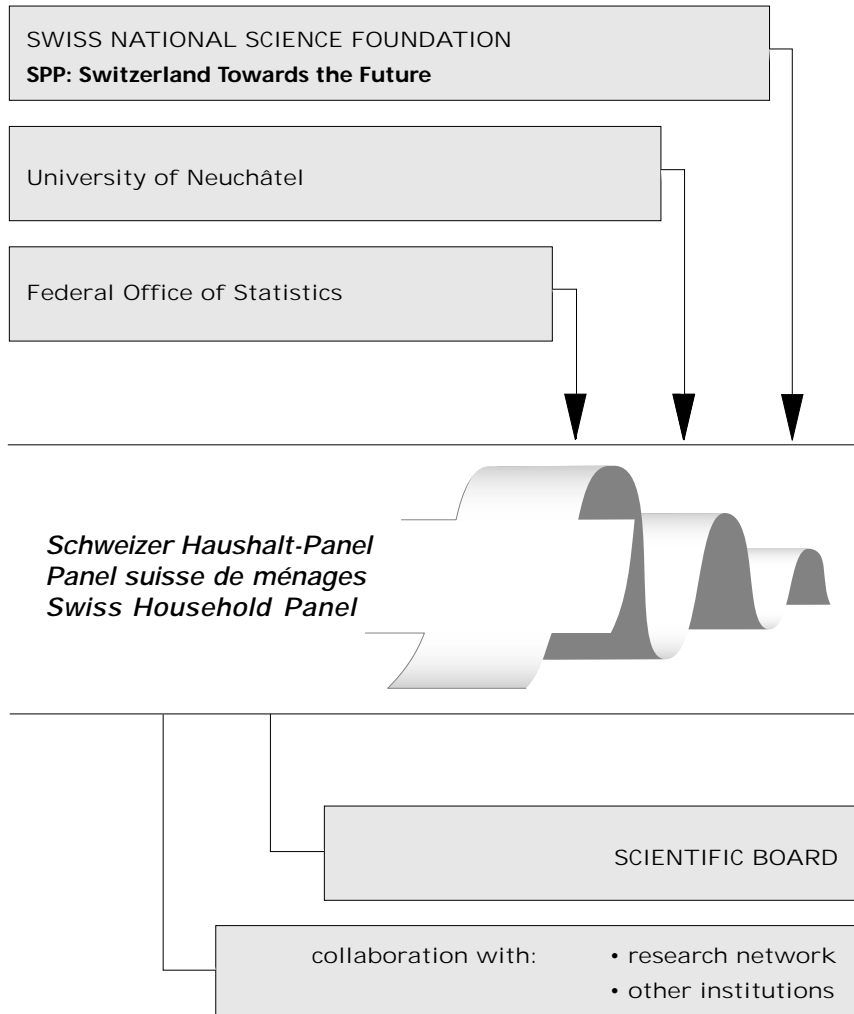 SWISS NATIONAL SCIENCE FOUNDATION
SPP: Switzerland Towards the Future
University of Neuchâtel
Federal Office of Statistics
Schweizer Haushalt-Panel
Panel suisse de ménages
Swiss Household Panel
SCIENTIFIC BOARD
collaboration with: • research network
• other institutions